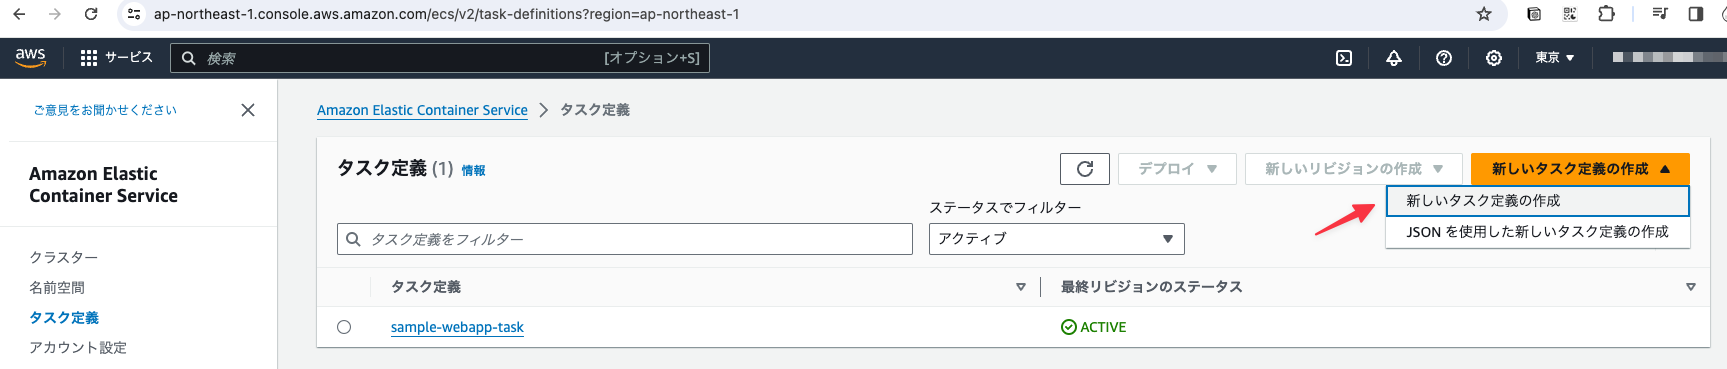 ap-northeast-1.console.aws.amazon.com/ecs/v2/task-definitions?region=ap-northeast-1
aws サービス 検索 [オプション+S] 東京
ご意見をお聞かせください
Amazon Elastic Container Service
クラスター
名前空間
タスク定義
アカウント設定
Amazon Elastic Container Service > タスク定義
タスク定義 (1) 情報
デプロイ 新しいリビジョンの作成 新しいタスク定義の作成
新しいタスク定義の作成
JSON を使用した新しいタスク定義の作成
ステータスでフィルター
タスク定義をフィルター アクティブ
タスク定義 最終リビジョンのステータス
sample-webapp-task ACTIVE